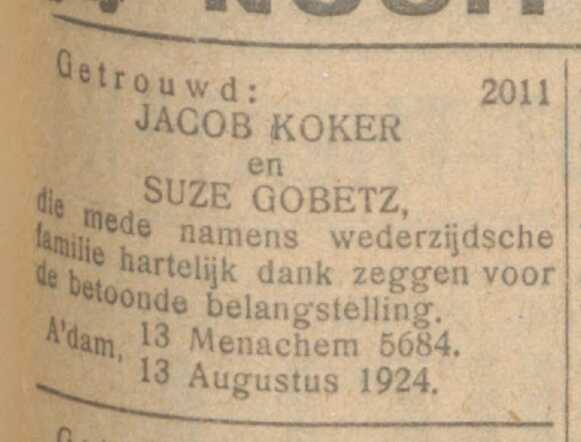 Getrouwd: 2011
JACOB KOKER
en
SUZE GOBETZ,
die mede namens wederzijdsche
familie hartelijk dank zeggen voor
de betoonde belangstelling.
A'dam, 13 Menachem 5684.
13 Augustus 1924.